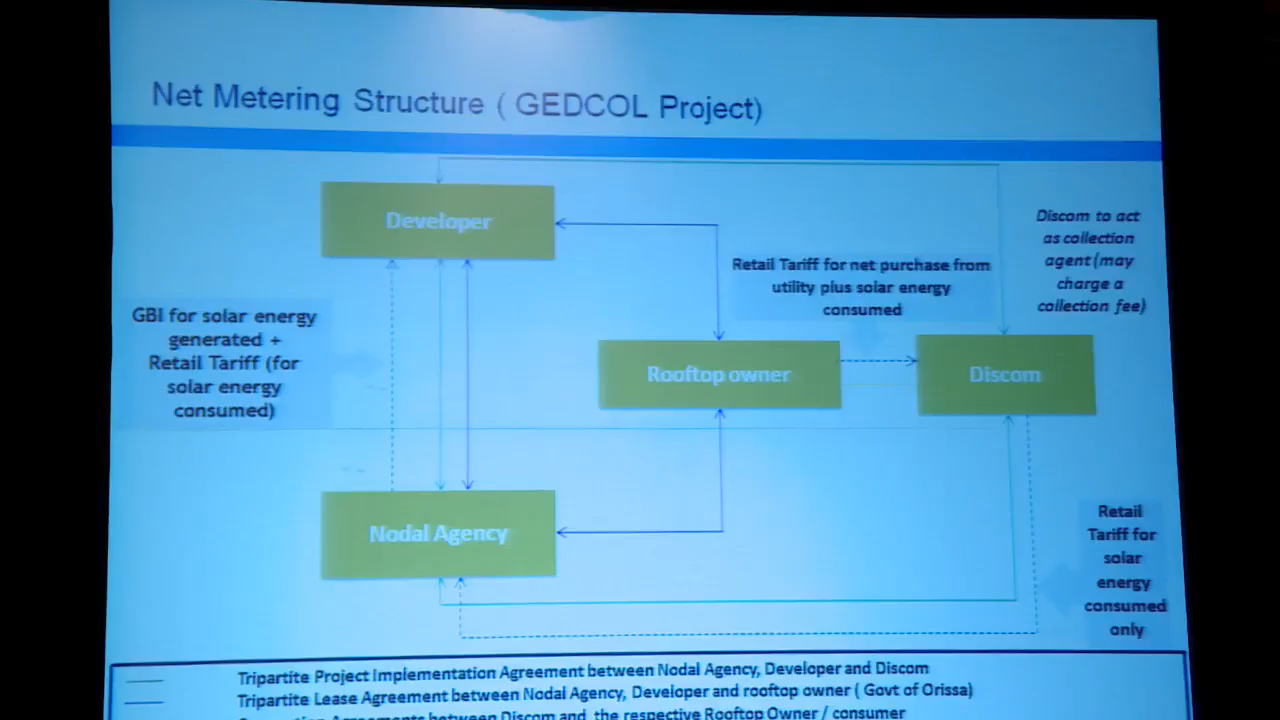 Net Metering Structure ( GEDCOL Project)
Developer
Discom to act
as collection
agent (may
charge a
collection fee)
Retail Tariff for net purchase from
utility plus solar energy
consumed
GBI for solar energy
generated +
Retail Tariff (for
solar energy
consumed)
Rooftop owner
Discom
Nodal Agency
Retail
Tariff for
solar
energy
consumed
only
Tripartite Project Implementation Agreement between Nodal Agency, Developer and Discom
Tripartite Lease Agreement between Nodal Agency, Developer and rooftop owner ( Govt of Orissa)
Agreements between Discom and the respective Rooftop Owner / consumer